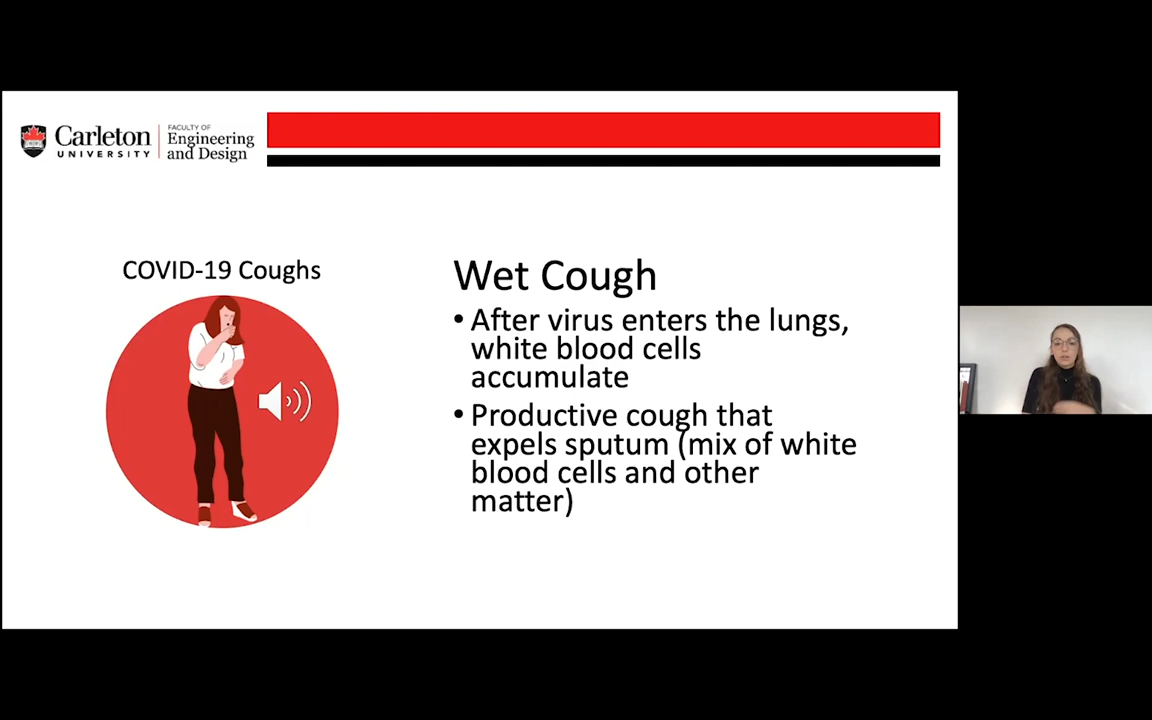 Carleton
UNIVERSITY
FACULTY OF
Engineering
and Design
COVID-19 Coughs
Wet Cough
• After virus enters the lungs,
white blood cells
accumulate
• Productive cough that
expels sputum (mix of white
blood cells and other
matter)